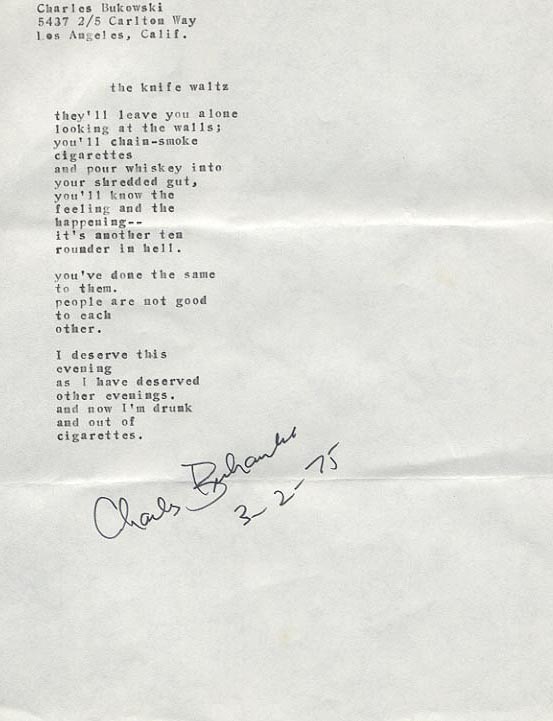 Charles Bukowski
5437 2/5 Carlton Way
Los Angeles, Calif.
the knife waltz
they'll leave you alone
looking at the walls;
you'll chain-smoke
cigarettes
and pour whiskey into
your shredded gut,
you'll know the
feeling and the
happening--
it's another ten
rounder in hell.
you've done the same
to them.
people are not good
to each
other.
I deserve this
evening
as I have deserved
other evenings.
and now I'm drunk
and out of
cigarettes.
Charles Bukowski
3-2-75